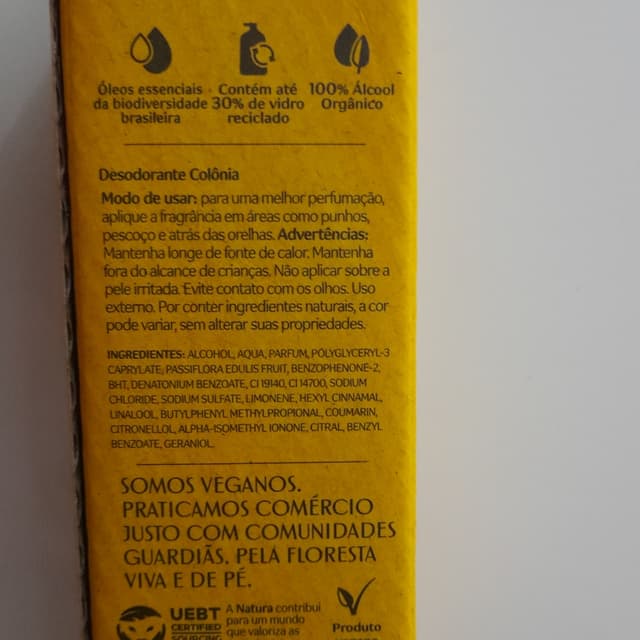 Óleos essenciais
da biodiversidade
brasileira
Contém até
30% de vidro
reciclado
100% Álcool
Orgânico
Desodorante Colônia
Modo de usar: para uma melhor perfumação,
aplique a fragrância em áreas como punhos,
pescoço e atrás das orelhas. Advertências:
Mantenha longe de fonte de calor. Mantenha
fora do alcance de crianças. Não aplicar sobre a
pele irritada. Evite contato com os olhos. Uso
externo. Por conter ingredientes naturais, a cor
pode variar, sem alterar suas propriedades.
INGREDIENTES: ALCOHOL, AQUA, PARFUM, POLYGLYCERYL-3
CAPRYLATE, PASSIFLORA EDULIS FRUIT, BENZOPHENONE-2,
BHT, DENATONIUM BENZOATE, CI 19140, CI 14700, SODIUM
CHLORIDE, SODIUM SULFATE, LIMONENE, HEXYL CINNAMAL,
LINALOOL, BUTYLPHENYL METHYLPROPIONAL, COUMARIN,
CITRONELLOL, ALPHA-ISOMETHYL IONONE, CITRAL, BENZYL
BENZOATE, GERANIOL.
SOMOS VEGANOS.
PRATICAMOS COMÉRCIO
JUSTO COM COMUNIDADES
GUARDIÃS. PELA FLORESTA
VIVA E DE PÉ.
UEBT
CERTIFIED
SOURCING
A Natura contribui
para um mundo
que valoriza as
Produto